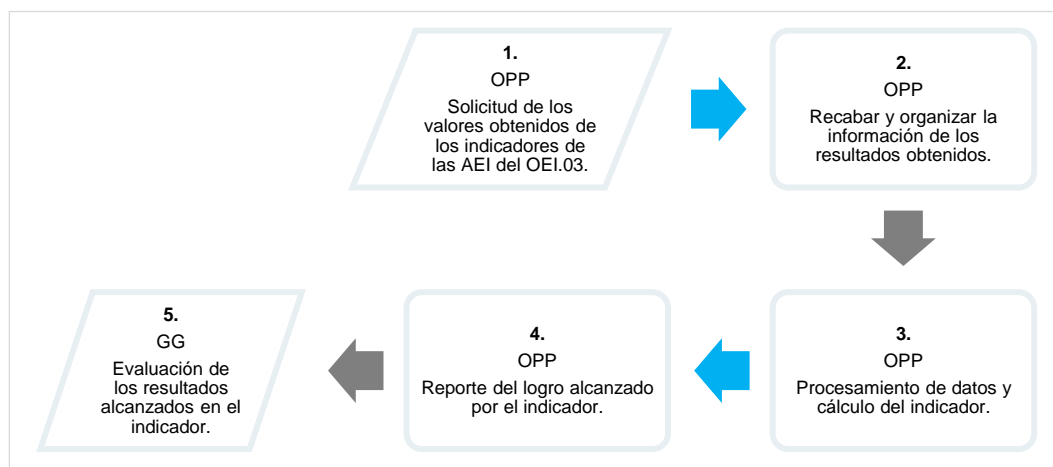 1.
OPP
Solicitud de los
valores obtenidos de
los indicadores de
las AEI del OEI.03.
2.
OPP
Recabar y organizar la
información de los
resultados obtenidos.
3.
OPP
Procesamiento de datos y
cálculo del indicador.
4.
OPP
Reporte del logro alcanzado
por el indicador.
5.
GG
Evaluación de
los resultados
alcanzados en el
indicador.